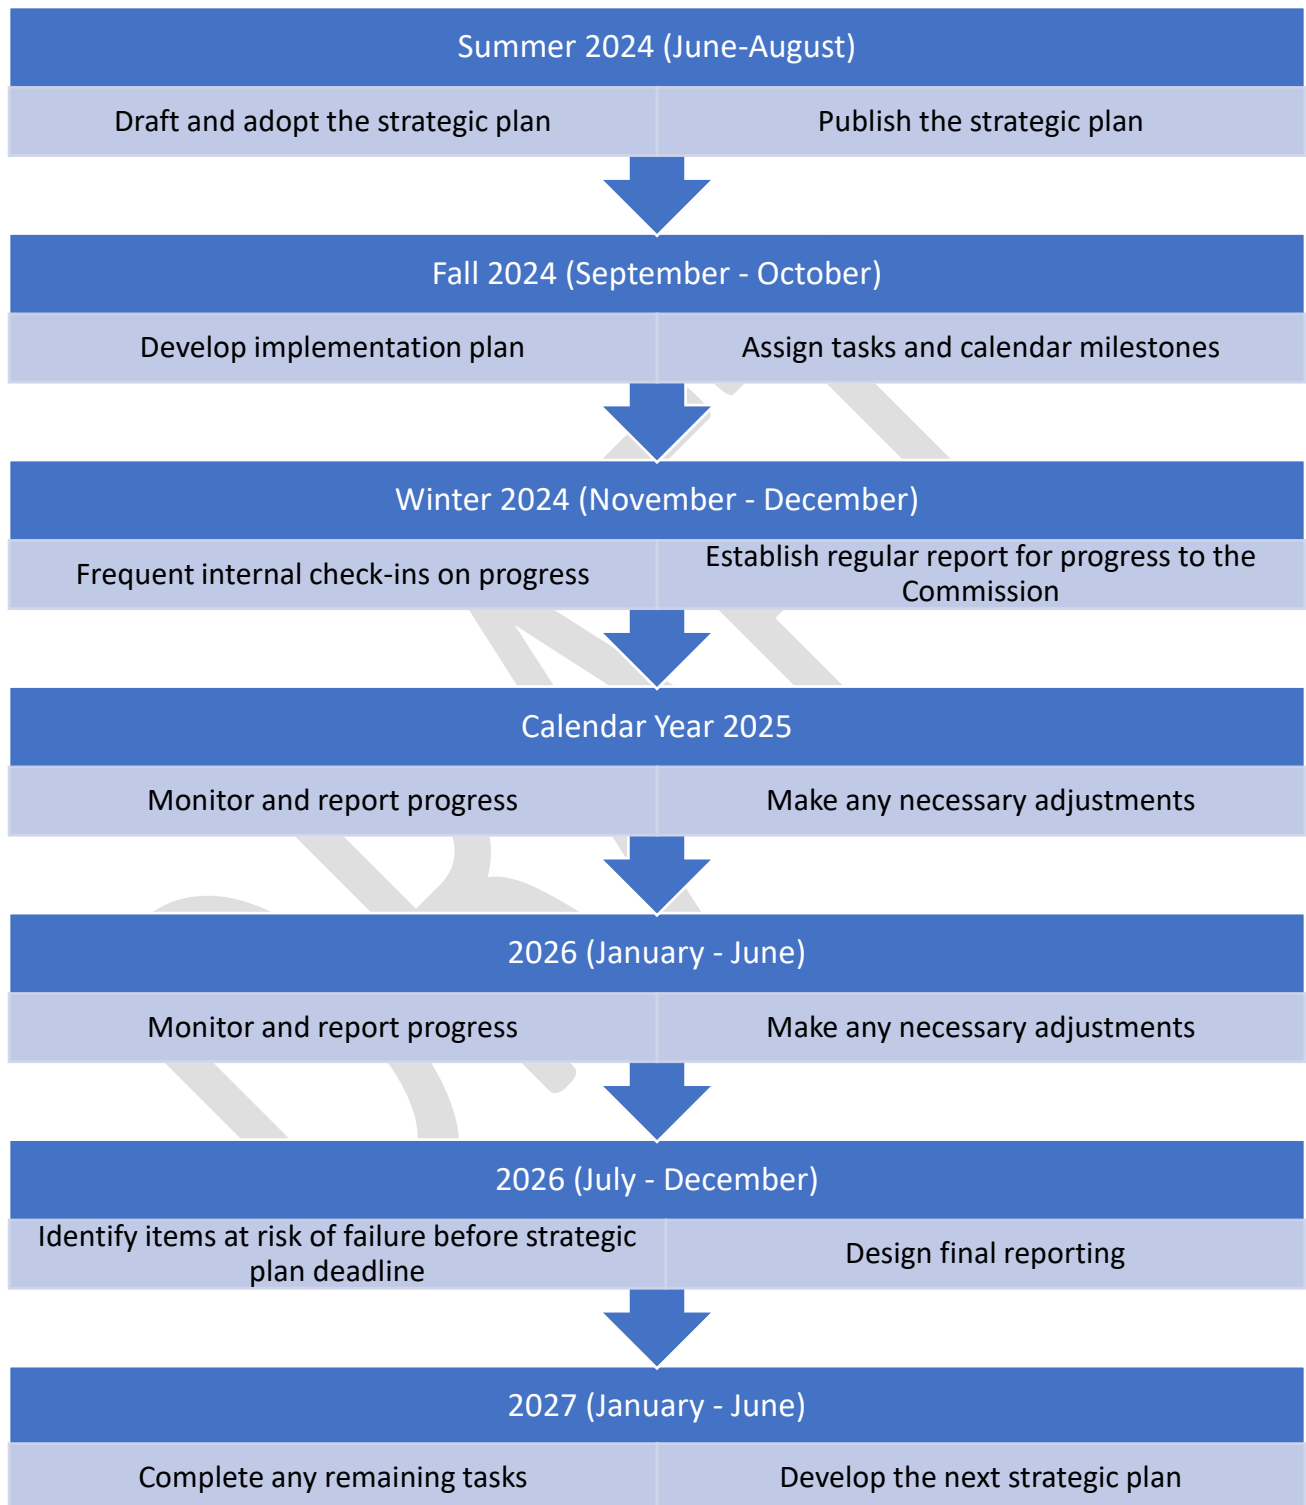 Summer 2024 (June-August)
Draft and adopt the strategic plan
Publish the strategic plan
Fall 2024 (September - October)
Develop implementation plan
Assign tasks and calendar milestones
Winter 2024 (November - December)
Frequent internal check-ins on progress
Establish regular report for progress to the
Commission
Calendar Year 2025
Monitor and report progress
Make any necessary adjustments
2026 (January - June)
Monitor and report progress
Make any necessary adjustments
2026 (July - December)
Identify items at risk of failure before strategic
plan deadline
Design final reporting
2027 (January - June)
Complete any remaining tasks
Develop the next strategic plan
DRAFT